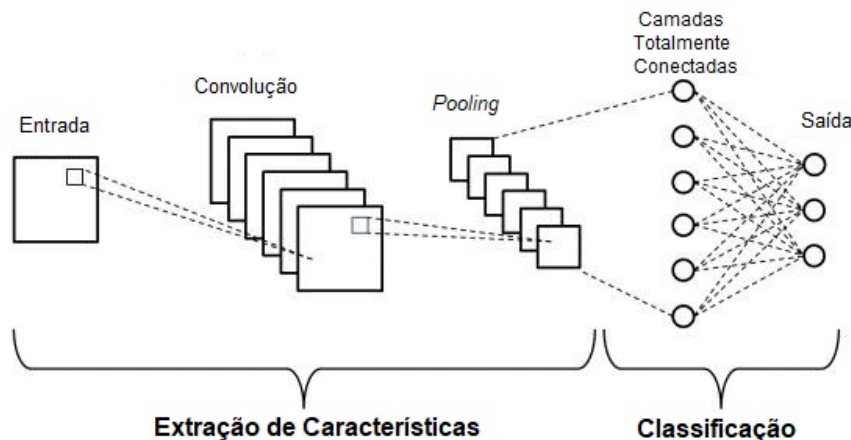 Entrada
Convolução
Pooling
Camadas
Totalmente
Conectadas
Saída
Extração de Características
Classificação